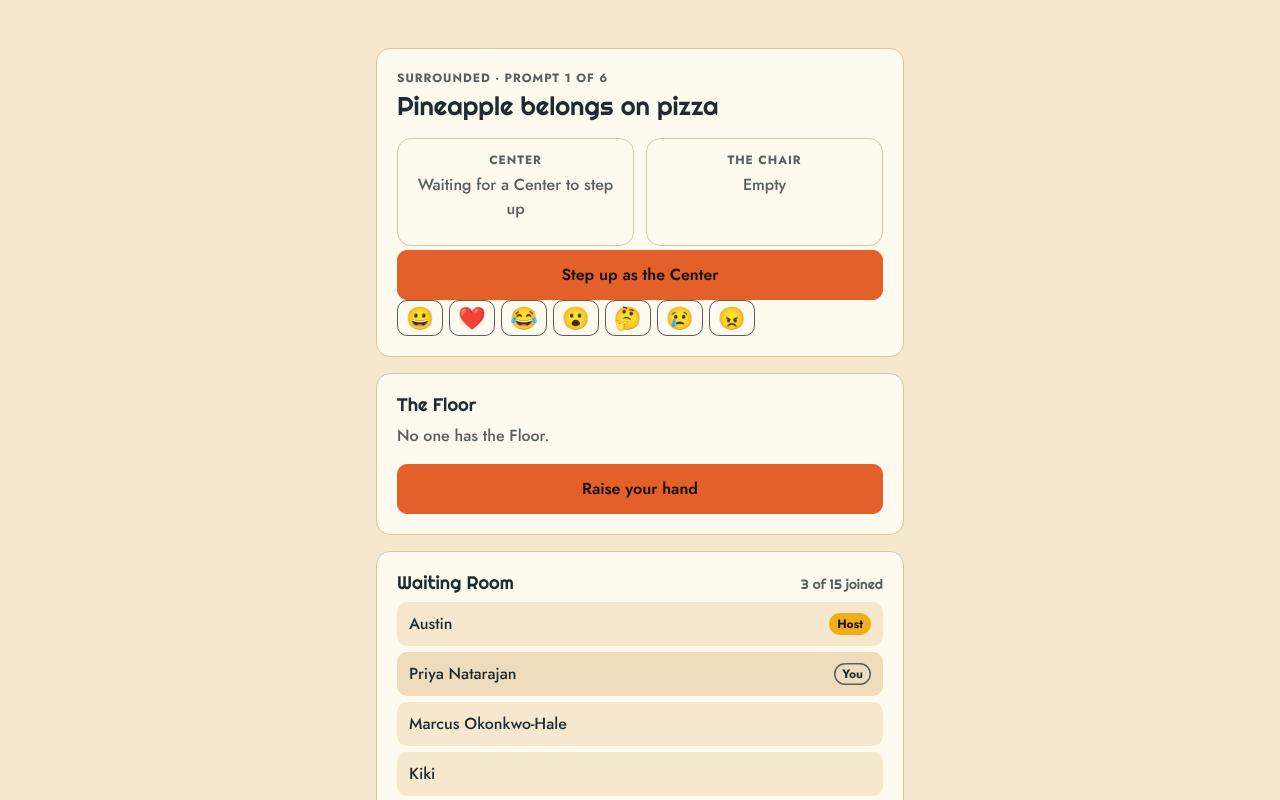 SURROUNDED · PROMPT 1 OF 6
Pineapple belongs on pizza
CENTER
Waiting for a Center to step
up
THE CHAIR
Empty
Step up as the Center
The Floor
No one has the Floor.
Raise your hand
Waiting Room
3 of 15 joined
Austin
Host
Priya Natarajan
You
Marcus Okonkwo-Hale
Kiki